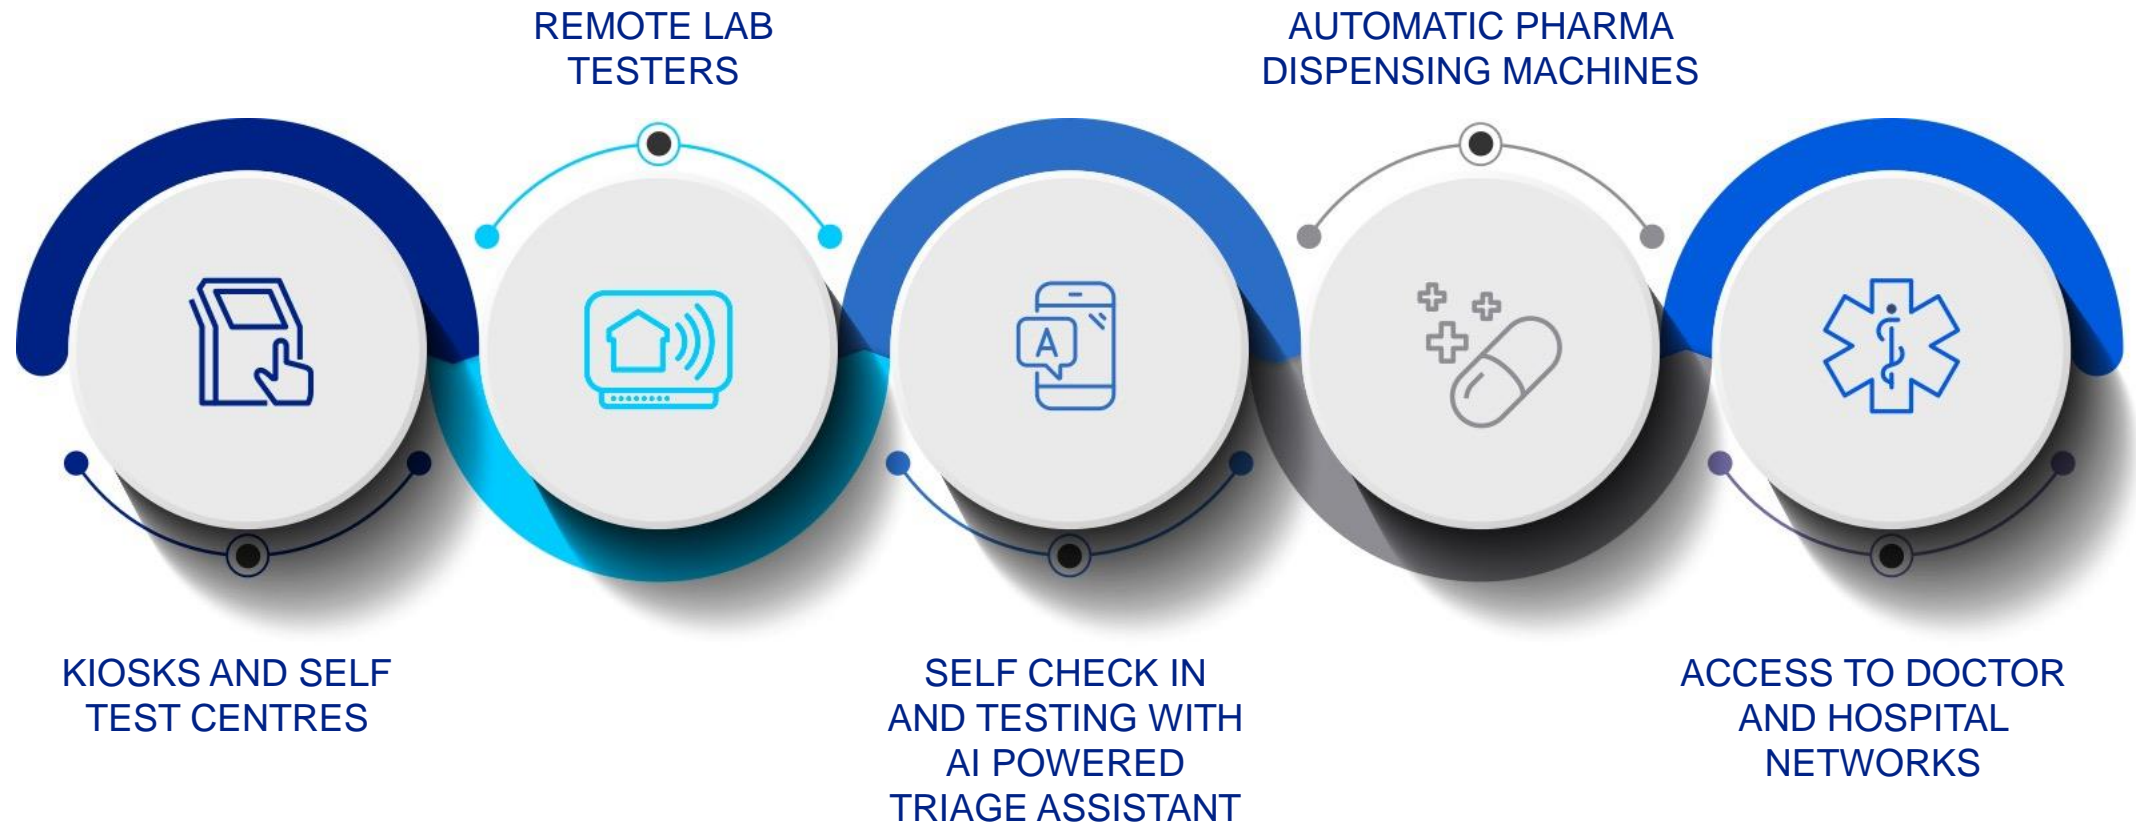 REMOTE LAB
TESTERS
AUTOMATIC PHARMA
DISPENSING MACHINES
A
KIOSKS AND SELF
TEST CENTRES
SELF CHECK IN
AND TESTING WITH
AI POWERED
TRIAGE ASSISTANT
ACCESS TO DOCTOR
AND HOSPITAL
NETWORKS